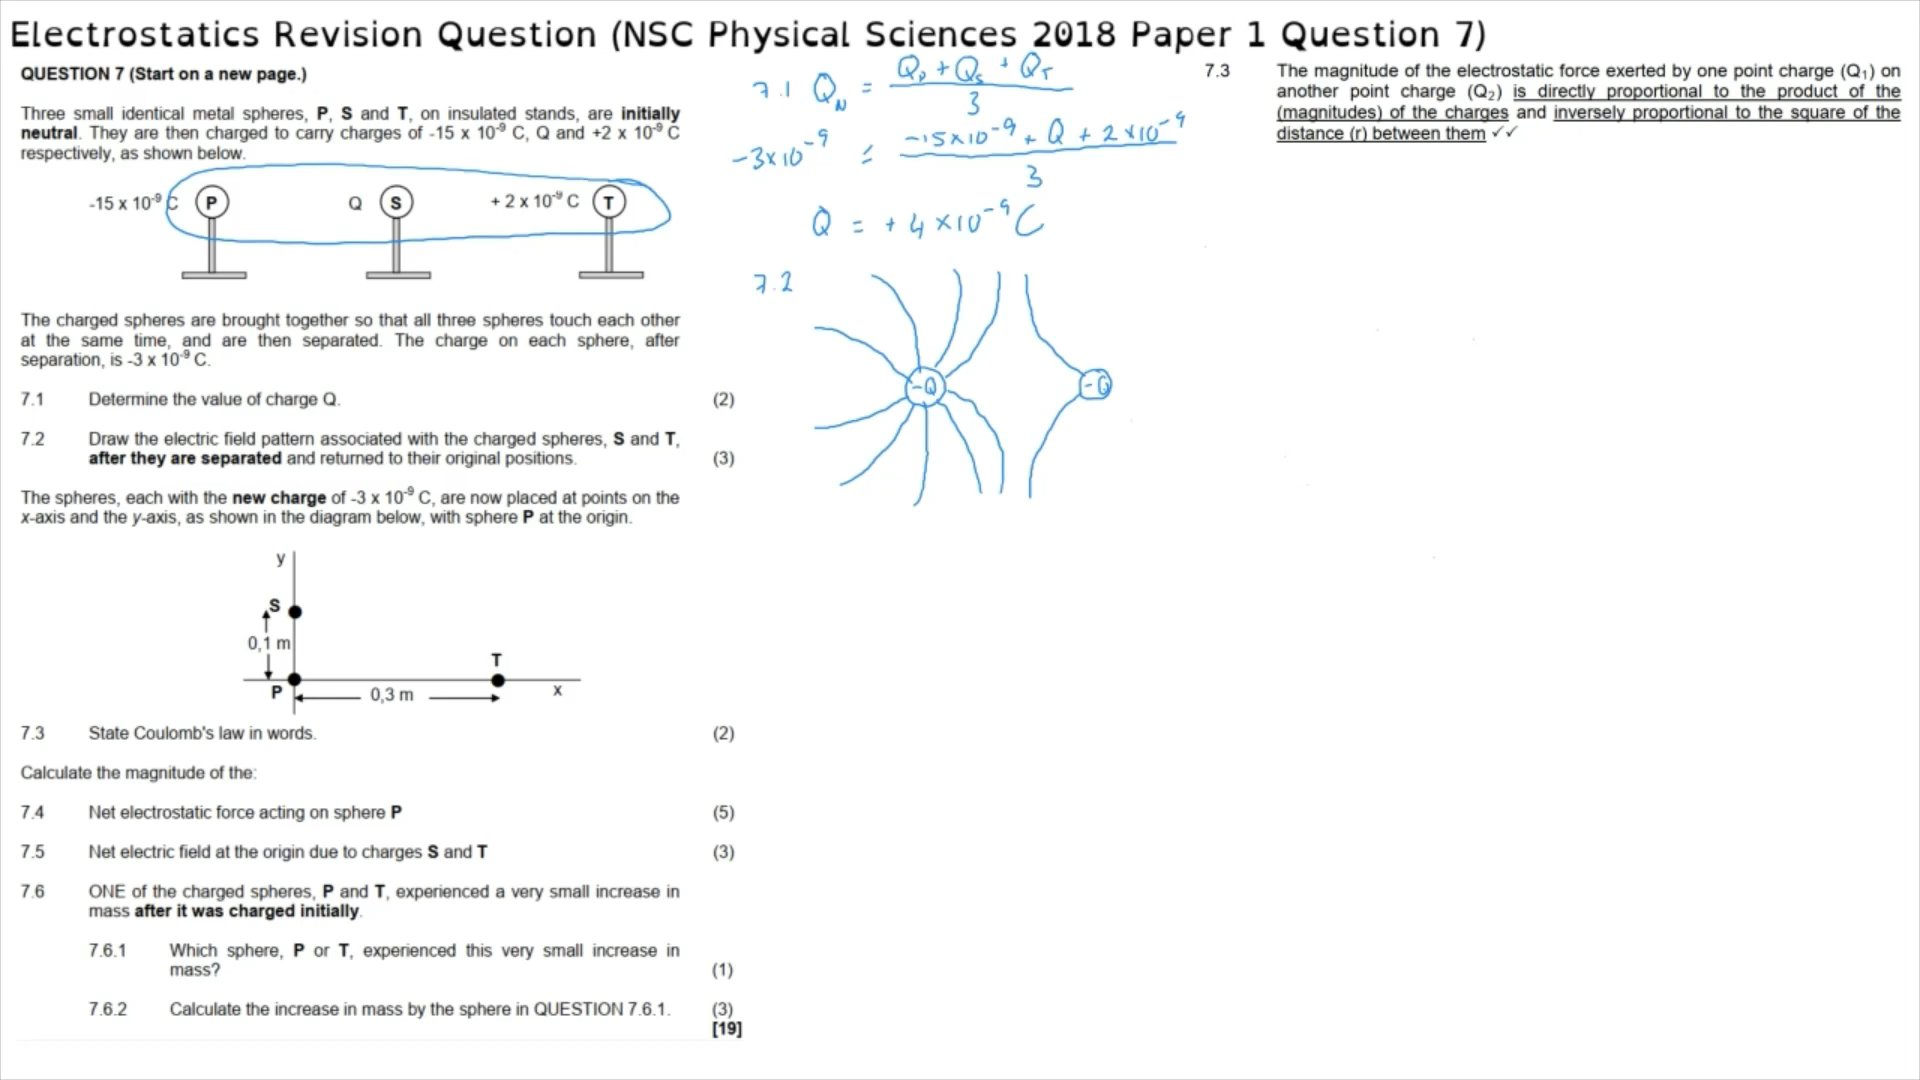 Electrostatics Revision Question (NSC Physical Sciences 2018 Paper 1 Question 7)
QUESTION 7 (Start on a new page.)
Three small identical metal spheres, P, S and T, on insulated stands, are initially
neutral. They are then charged to carry charges of -15 x 10⁻⁹ C, Q and +2 x 10⁻⁹ C
respectively, as shown below.
-15 x 10⁻⁹ C P Q S + 2 x 10⁻⁹ C T
The charged spheres are brought together so that all three spheres touch each other
at the same time, and are then separated. The charge on each sphere, after
separation, is -3 x 10⁻⁹ C.
7.1 Determine the value of charge Q. (2)
7.2 Draw the electric field pattern associated with the charged spheres, S and T,
after they are separated and returned to their original positions. (3)
The spheres, each with the new charge of -3 x 10⁻⁹ C, are now placed at points on the
x-axis and the y-axis, as shown in the diagram below, with sphere P at the origin.
y
S
0,1 m
T
P 0,3 m x
7.3 State Coulomb's law in words. (2)
Calculate the magnitude of the:
7.4 Net electrostatic force acting on sphere P (5)
7.5 Net electric field at the origin due to charges S and T (3)
7.6 ONE of the charged spheres, P and T, experienced a very small increase in
mass after it was charged initially.
7.6.1 Which sphere, P or T, experienced this very small increase in
mass? (1)
7.6.2 Calculate the increase in mass by the sphere in QUESTION 7.6.1. (3)
[19]
7.1 Q_N = Q_P + Q_S + Q_T
3
-3x10⁻⁹ = -15x10⁻⁹ + Q + 2x10⁻⁹
3
Q = + 4x10⁻⁹ C
7.2
-Q -Q
7.3 The magnitude of the electrostatic force exerted by one point charge (Q₁) on
another point charge (Q₂) is directly proportional to the product of the
(magnitudes) of the charges and inversely proportional to the square of the
distance (r) between them ✓✓